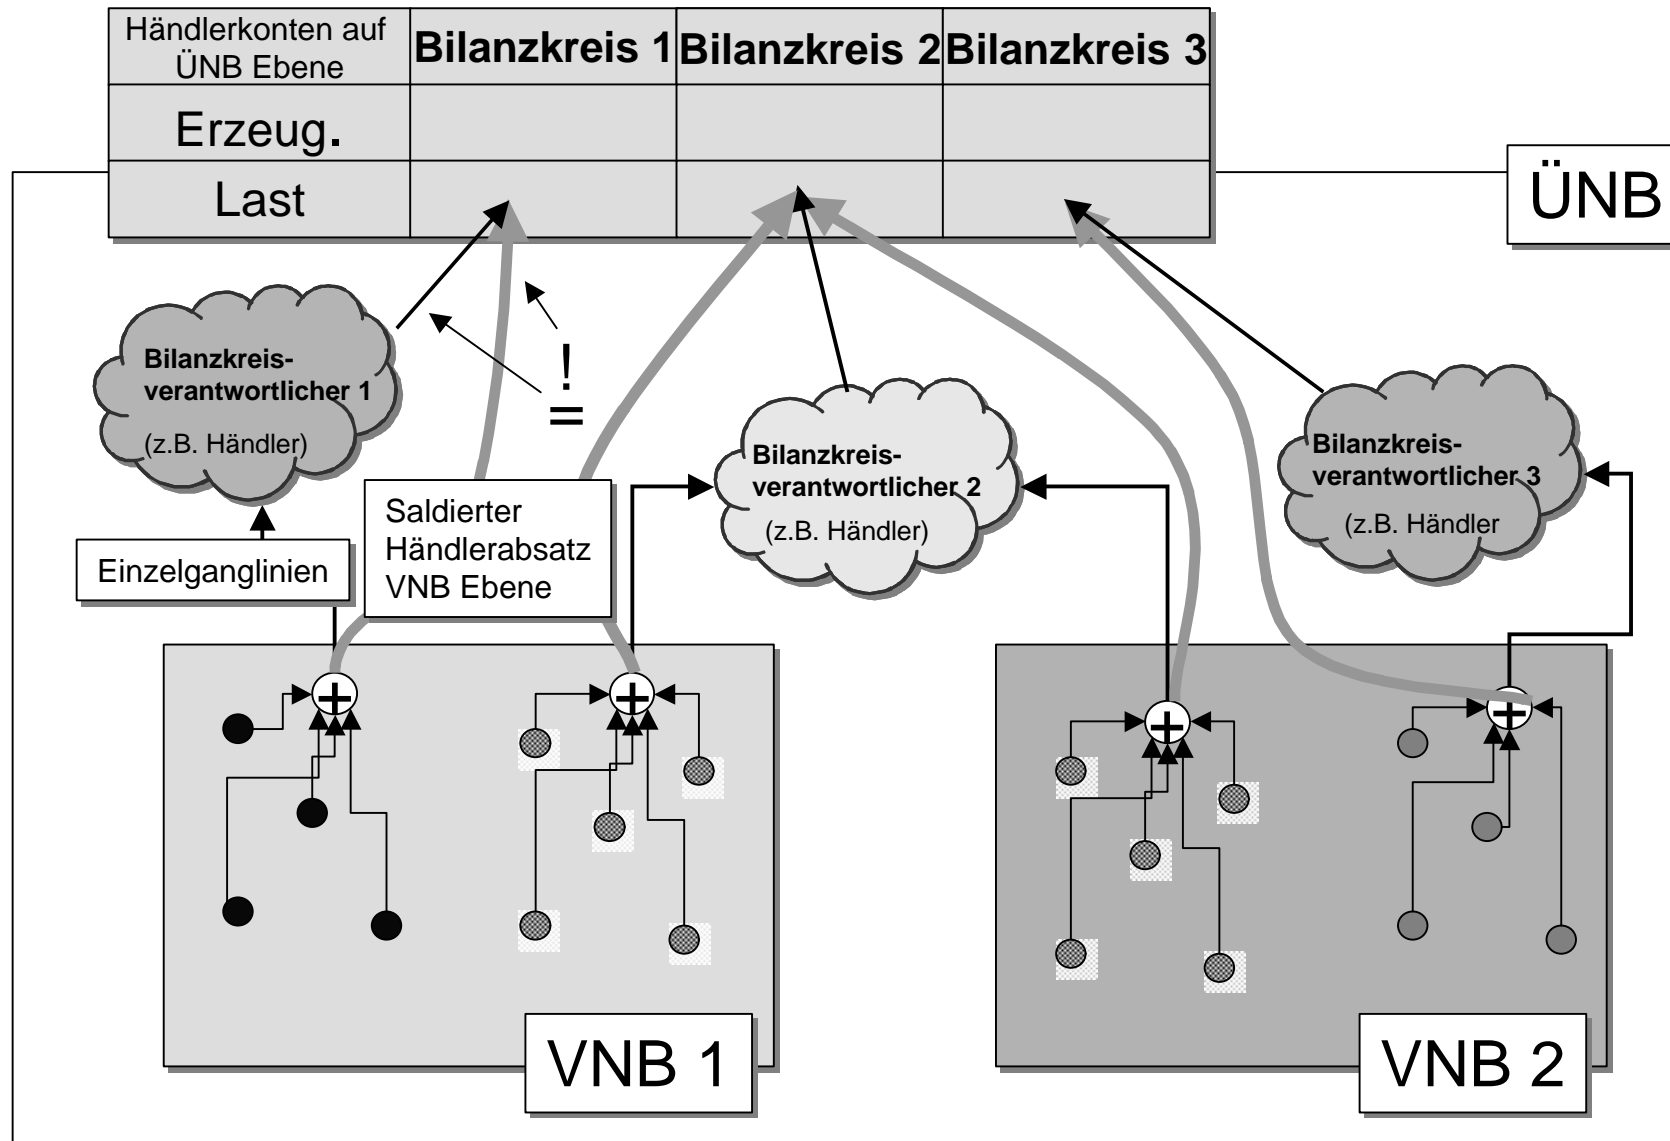 Händlerkonten auf
ÜNB Ebene
Bilanzkreis 1
Bilanzkreis 2
Bilanzkreis 3
Erzeug.
Last
ÜNB
Bilanzkreis-
verantwortlicher 1
(z.B. Händler)
!
=
Bilanzkreis-
verantwortlicher 2
(z.B. Händler)
Bilanzkreis-
verantwortlicher 3
(z.B. Händler
Einzelganglinien
Saldierter
Händlerabsatz
VNB Ebene
+
+
+
+
VNB 1
VNB 2